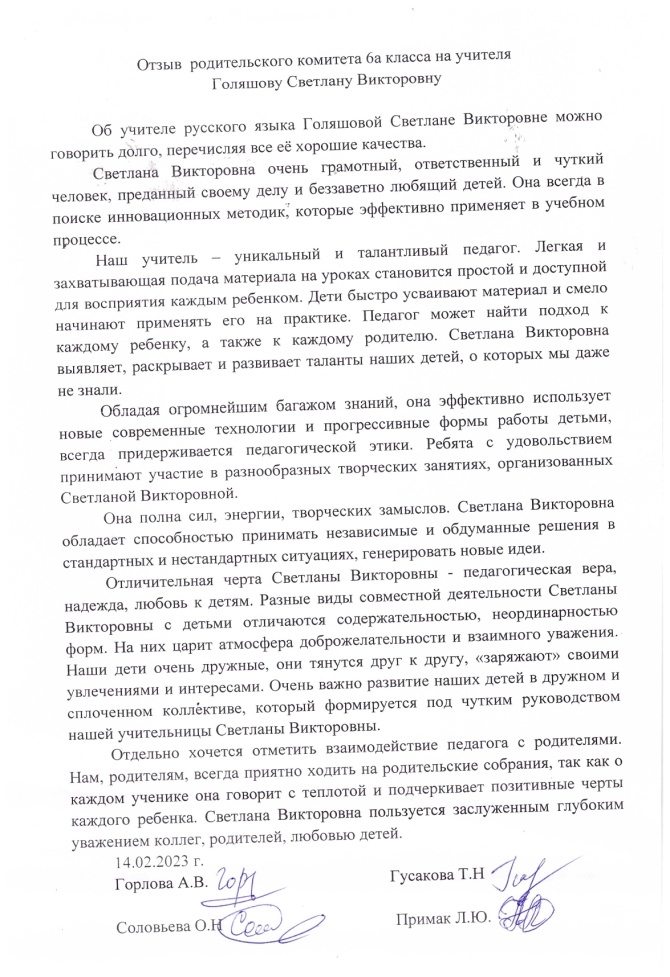 Отзыв родительского комитета 6а класса на учителя
Голяшову Светлану Викторовну
Об учителе русского языка Голяшовой Светлане Викторовне можно
говорить долго, перечисляя все её хорошие качества.
Светлана Викторовна очень грамотный, ответственный и чуткий
человек, преданный своему делу и беззаветно любящий детей. Она всегда в
поиске инновационных методик, которые эффективно применяет в учебном
процессе.
Наш учитель – уникальный и талантливый педагог. Легкая и
захватывающая подача материала на уроках становится простой и доступной
для восприятия каждым ребенком. Дети быстро усваивают материал и смело
начинают применять его на практике. Педагог может найти подход к
каждому ребенку, а также к каждому родителю. Светлана Викторовна
выявляет, раскрывает и развивает таланты наших детей, о которых мы даже
не знали.
Обладая огромнейшим багажом знаний, она эффективно использует
новые современные технологии и прогрессивные формы работы детьми,
всегда придерживается педагогической этики. Ребята с удовольствием
принимают участие в разнообразных творческих занятиях, организованных
Светланой Викторовной.
Она полна сил, энергии, творческих замыслов. Светлана Викторовна
обладает способностью принимать независимые и обдуманные решения в
стандартных и нестандартных ситуациях, генерировать новые идеи.
Отличительная черта Светланы Викторовны - педагогическая вера,
надежда, любовь к детям. Разные виды совместной деятельности Светланы
Викторовны с детьми отличаются содержательностью, неординарностью
форм. На них царит атмосфера доброжелательности и взаимного уважения.
Наши дети очень дружные, они тянутся друг к другу, «заряжают» своими
увлечениями и интересами. Очень важно развитие наших детей в дружном и
сплоченном коллективе, который формируется под чутким руководством
нашей учительницы Светланы Викторовны.
Отдельно хочется отметить взаимодействие педагога с родителями.
Нам, родителям, всегда приятно ходить на родительские собрания, так как о
каждом ученике она говорит с теплотой и подчеркивает позитивные черты
каждого ребенка. Светлана Викторовна пользуется заслуженным глубоким
уважением коллег, родителей, любовью детей.
14.02.2023 г.
Горлова А.В. Гусакова Т.Н
Соловьева О.Н Примак Л.Ю.